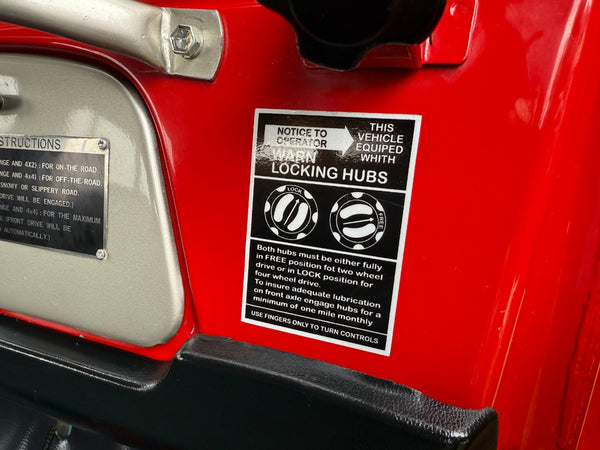 STRUCTIONS
NGE AND 4X2) : FOR ON-THE ROAD.
NGE AND 4x4) : FOR OFF-THE-ROAD,
SNOWY OR SLIPPERY ROAD.
DRIVE WILL BE ENGAGED.)
NGE AND 4x4) : FOR THE MAXIMUM
(FRONT DRIVE WILL BE
AUTOMATICALLY.)
NOTICE TO
OPERATOR
THIS
VEHICLE
EQUIPED
WHITH
WARN
LOCKING HUBS
LOCK
FREE
Both hubs must be either fully
in FREE position fot two wheel
drive or in LOCK position for
four wheel drive.
To insure adequate lubrication
on front axle engage hubs for a
minimum of one mile monthly
USE FINGERS ONLY TO TURN CONTROLS